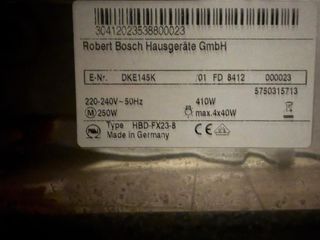 30412023538800023
Robert Bosch Hausgeräte GmbH
E-Nr. DKE145K /01 FD 8412 000023
5750315713
220-240V~50Hz 410W
M 250W max.4x40W
Type HBD-FX23-8
Made in Germany